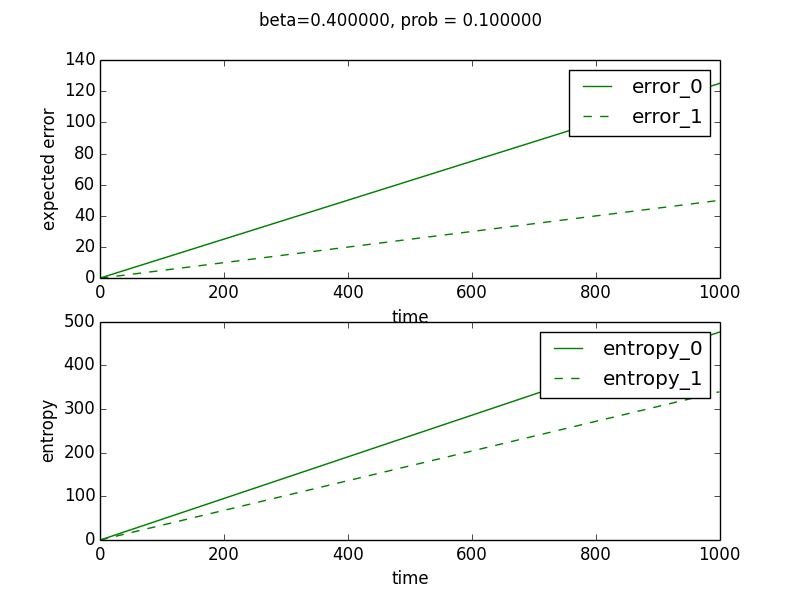 beta=0.400000, prob = 0.100000
140
120
100
80
60
40
20
0
expected error
error_0
error_1
0 200 400 600 800 1000
time
500
400
300
200
100
0
entropy
entropy_0
entropy_1
0 200 400 600 800 1000
time